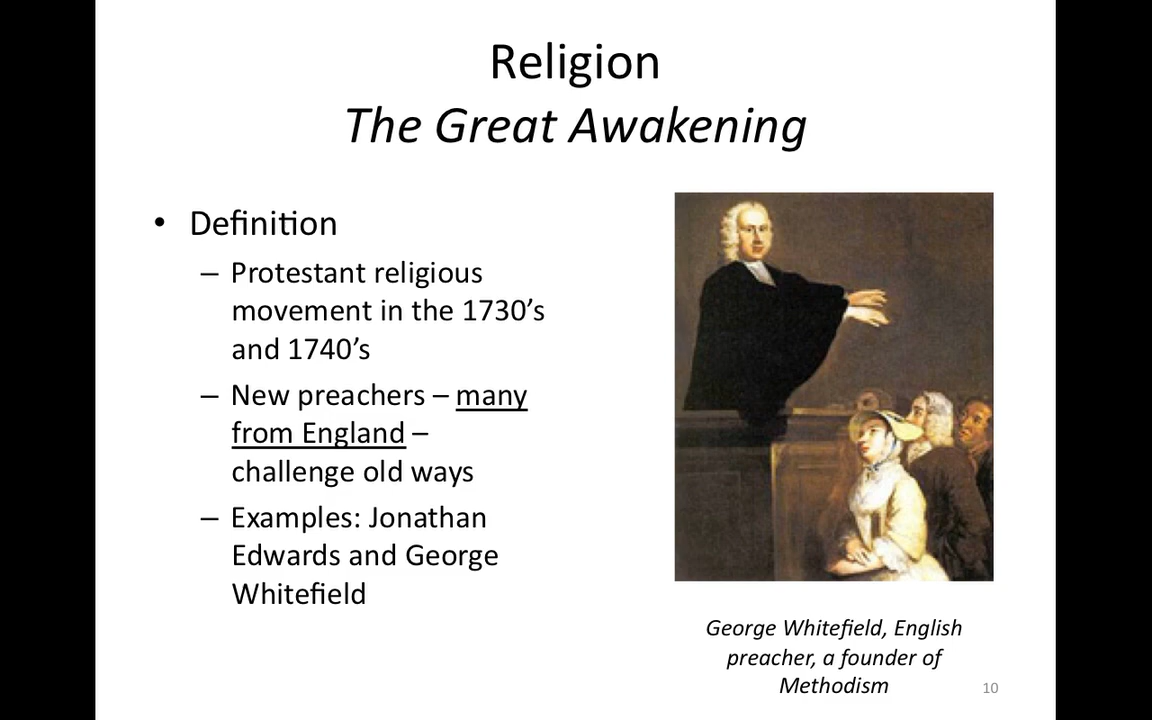 Religion
The Great Awakening
• Definition
– Protestant religious
movement in the 1730’s
and 1740’s
– New preachers – many
from England –
challenge old ways
– Examples: Jonathan
Edwards and George
Whitefield
George Whitefield, English
preacher, a founder of
Methodism
10